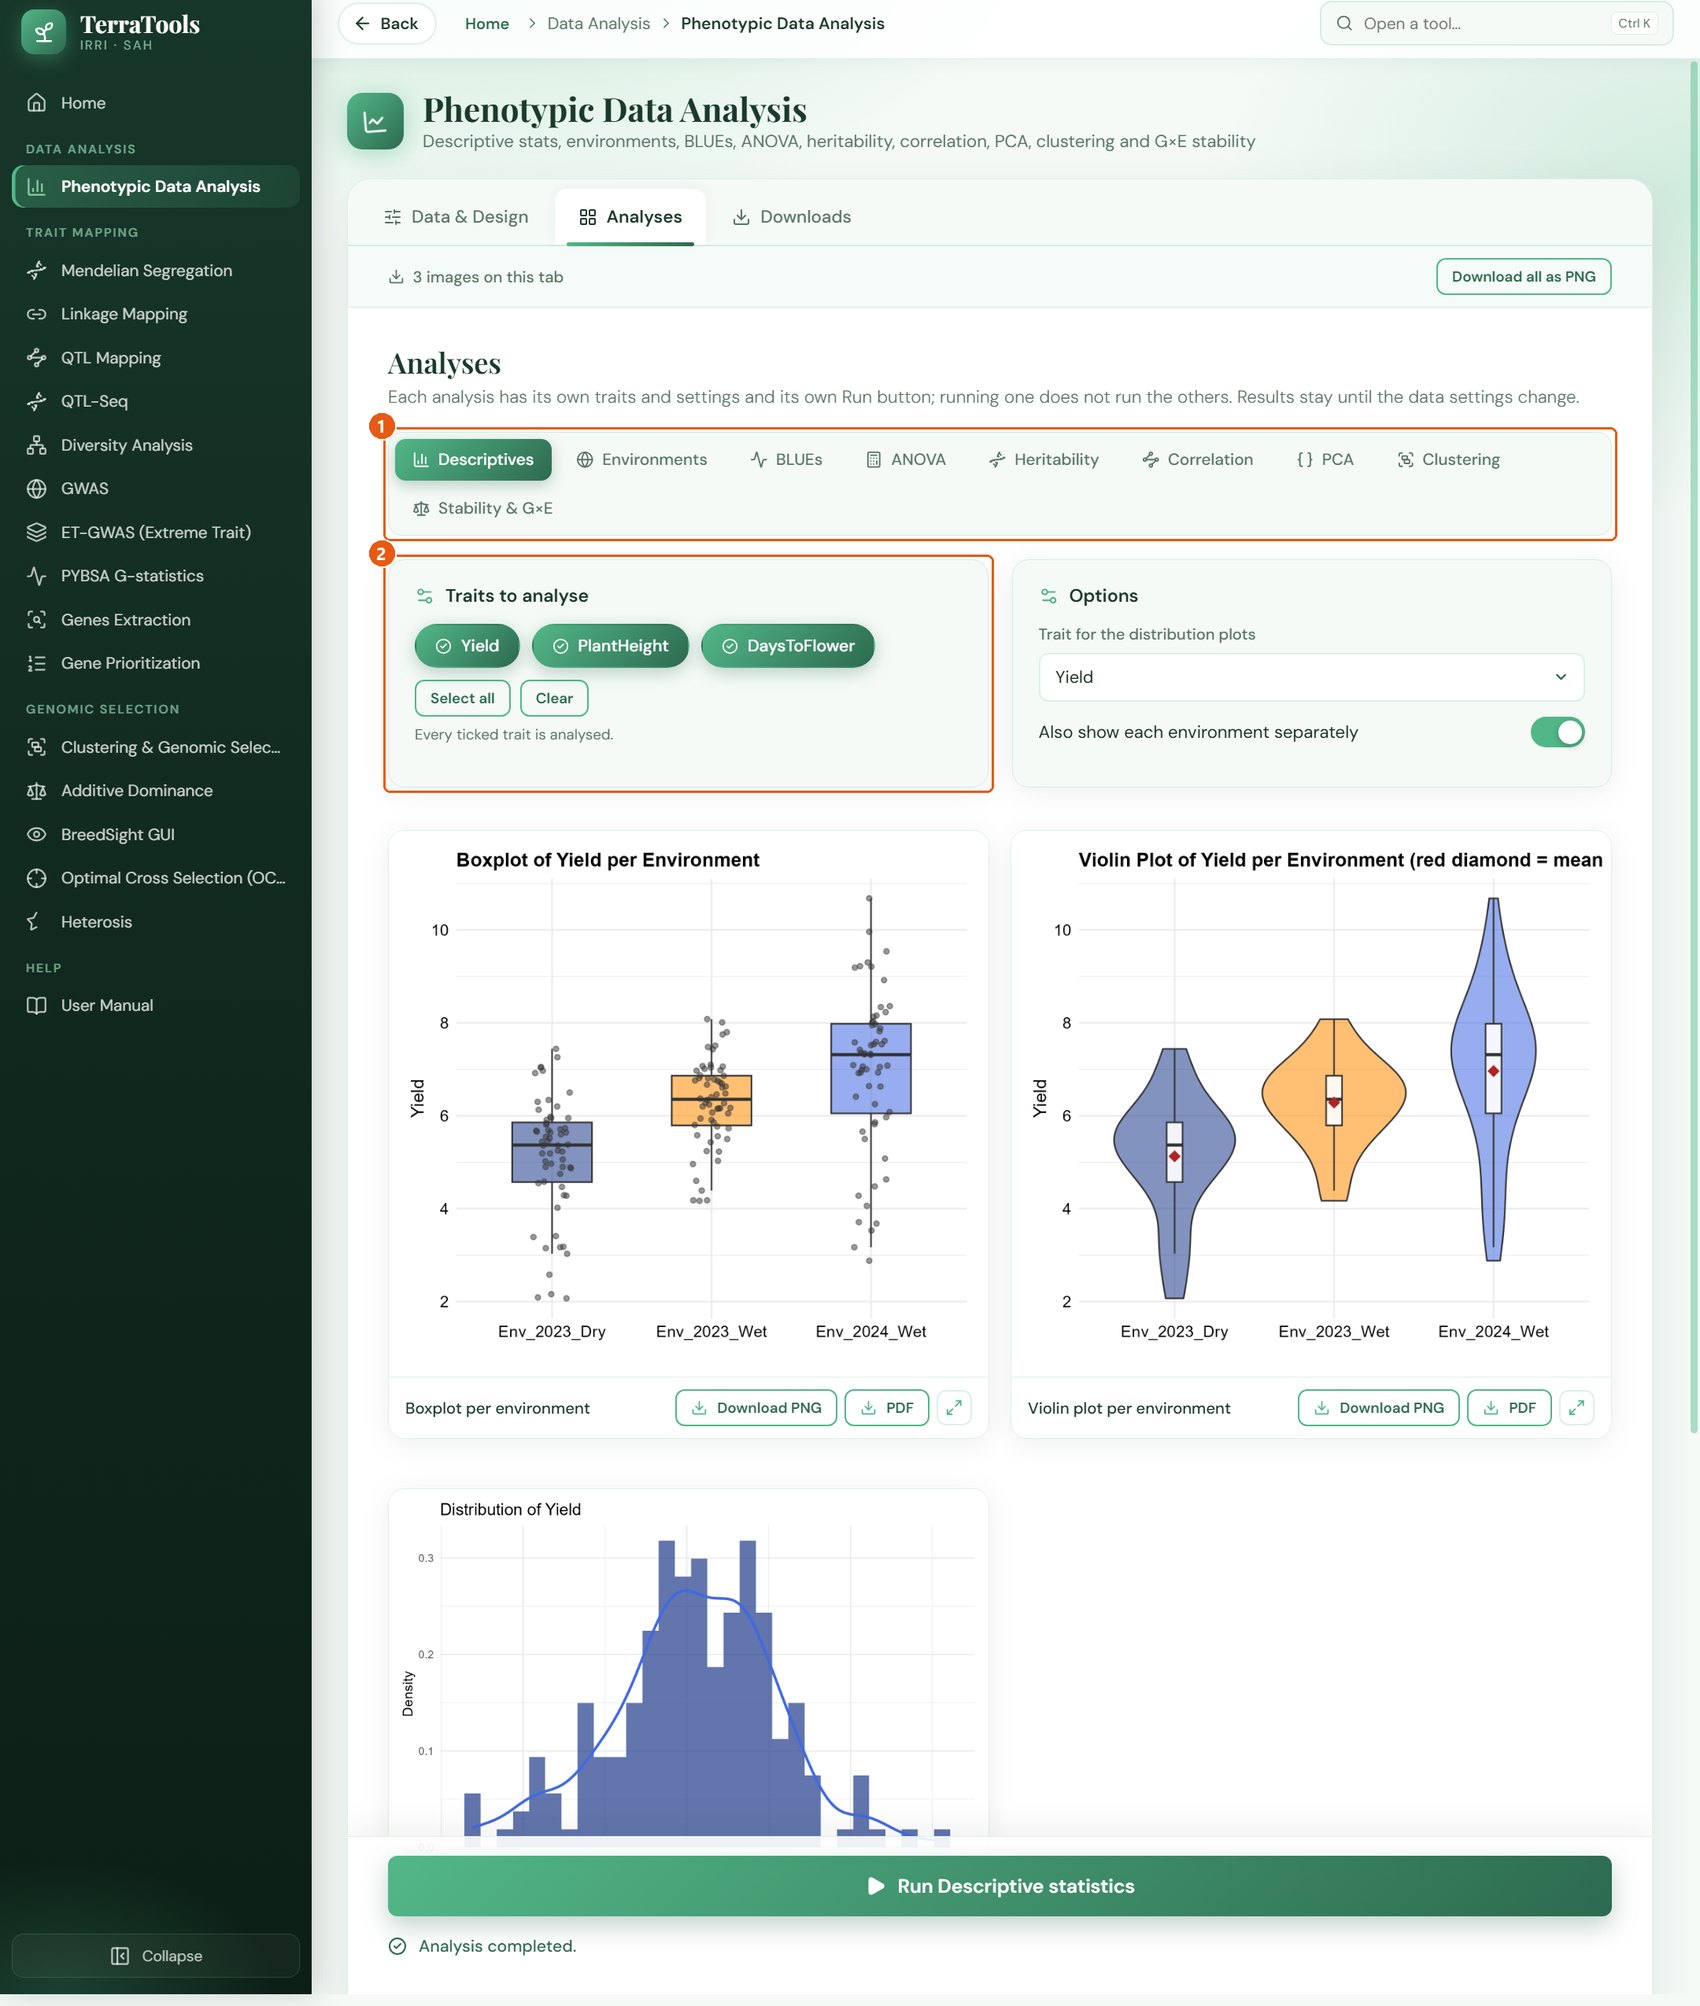 TerraTools
IRRI · SAH
Home
DATA ANALYSIS
Phenotypic Data Analysis
TRAIT MAPPING
Mendelian Segregation
Linkage Mapping
QTL Mapping
QTL-Seq
Diversity Analysis
GWAS
ET-GWAS (Extreme Trait)
PYBSA G-statistics
Genes Extraction
Gene Prioritization
GENOMIC SELECTION
Clustering & Genomic Selec...
Additive Dominance
BreedSight GUI
Optimal Cross Selection (OC...
Heterosis
HELP
User Manual
Collapse
Back Home Data Analysis Phenotypic Data Analysis Open a tool... Ctrl K
Phenotypic Data Analysis
Descriptive stats, environments, BLUEs, ANOVA, heritability, correlation, PCA, clustering and G×E stability
Data & Design Analyses Downloads
3 images on this tab Download all as PNG
Analyses
Each analysis has its own traits and settings and its own Run button; running one does not run the others. Results stay until the data settings change.
1
Descriptives Environments BLUEs ANOVA Heritability Correlation PCA Clustering
Stability & G×E
2
Traits to analyse
Yield PlantHeight DaysToFlower
Select all Clear
Every ticked trait is analysed.
Options
Trait for the distribution plots
Yield
Also show each environment separately
Boxplot of Yield per Environment
10
8
6
4
2
Yield
Env_2023_Dry Env_2023_Wet Env_2024_Wet
Boxplot per environment Download PNG PDF
Violin Plot of Yield per Environment (red diamond = mean
10
8
6
4
2
Yield
Env_2023_Dry Env_2023_Wet Env_2024_Wet
Violin plot per environment Download PNG PDF
Distribution of Yield
0.3
0.2
0.1
0.0
Density
Run Descriptive statistics
Analysis completed.